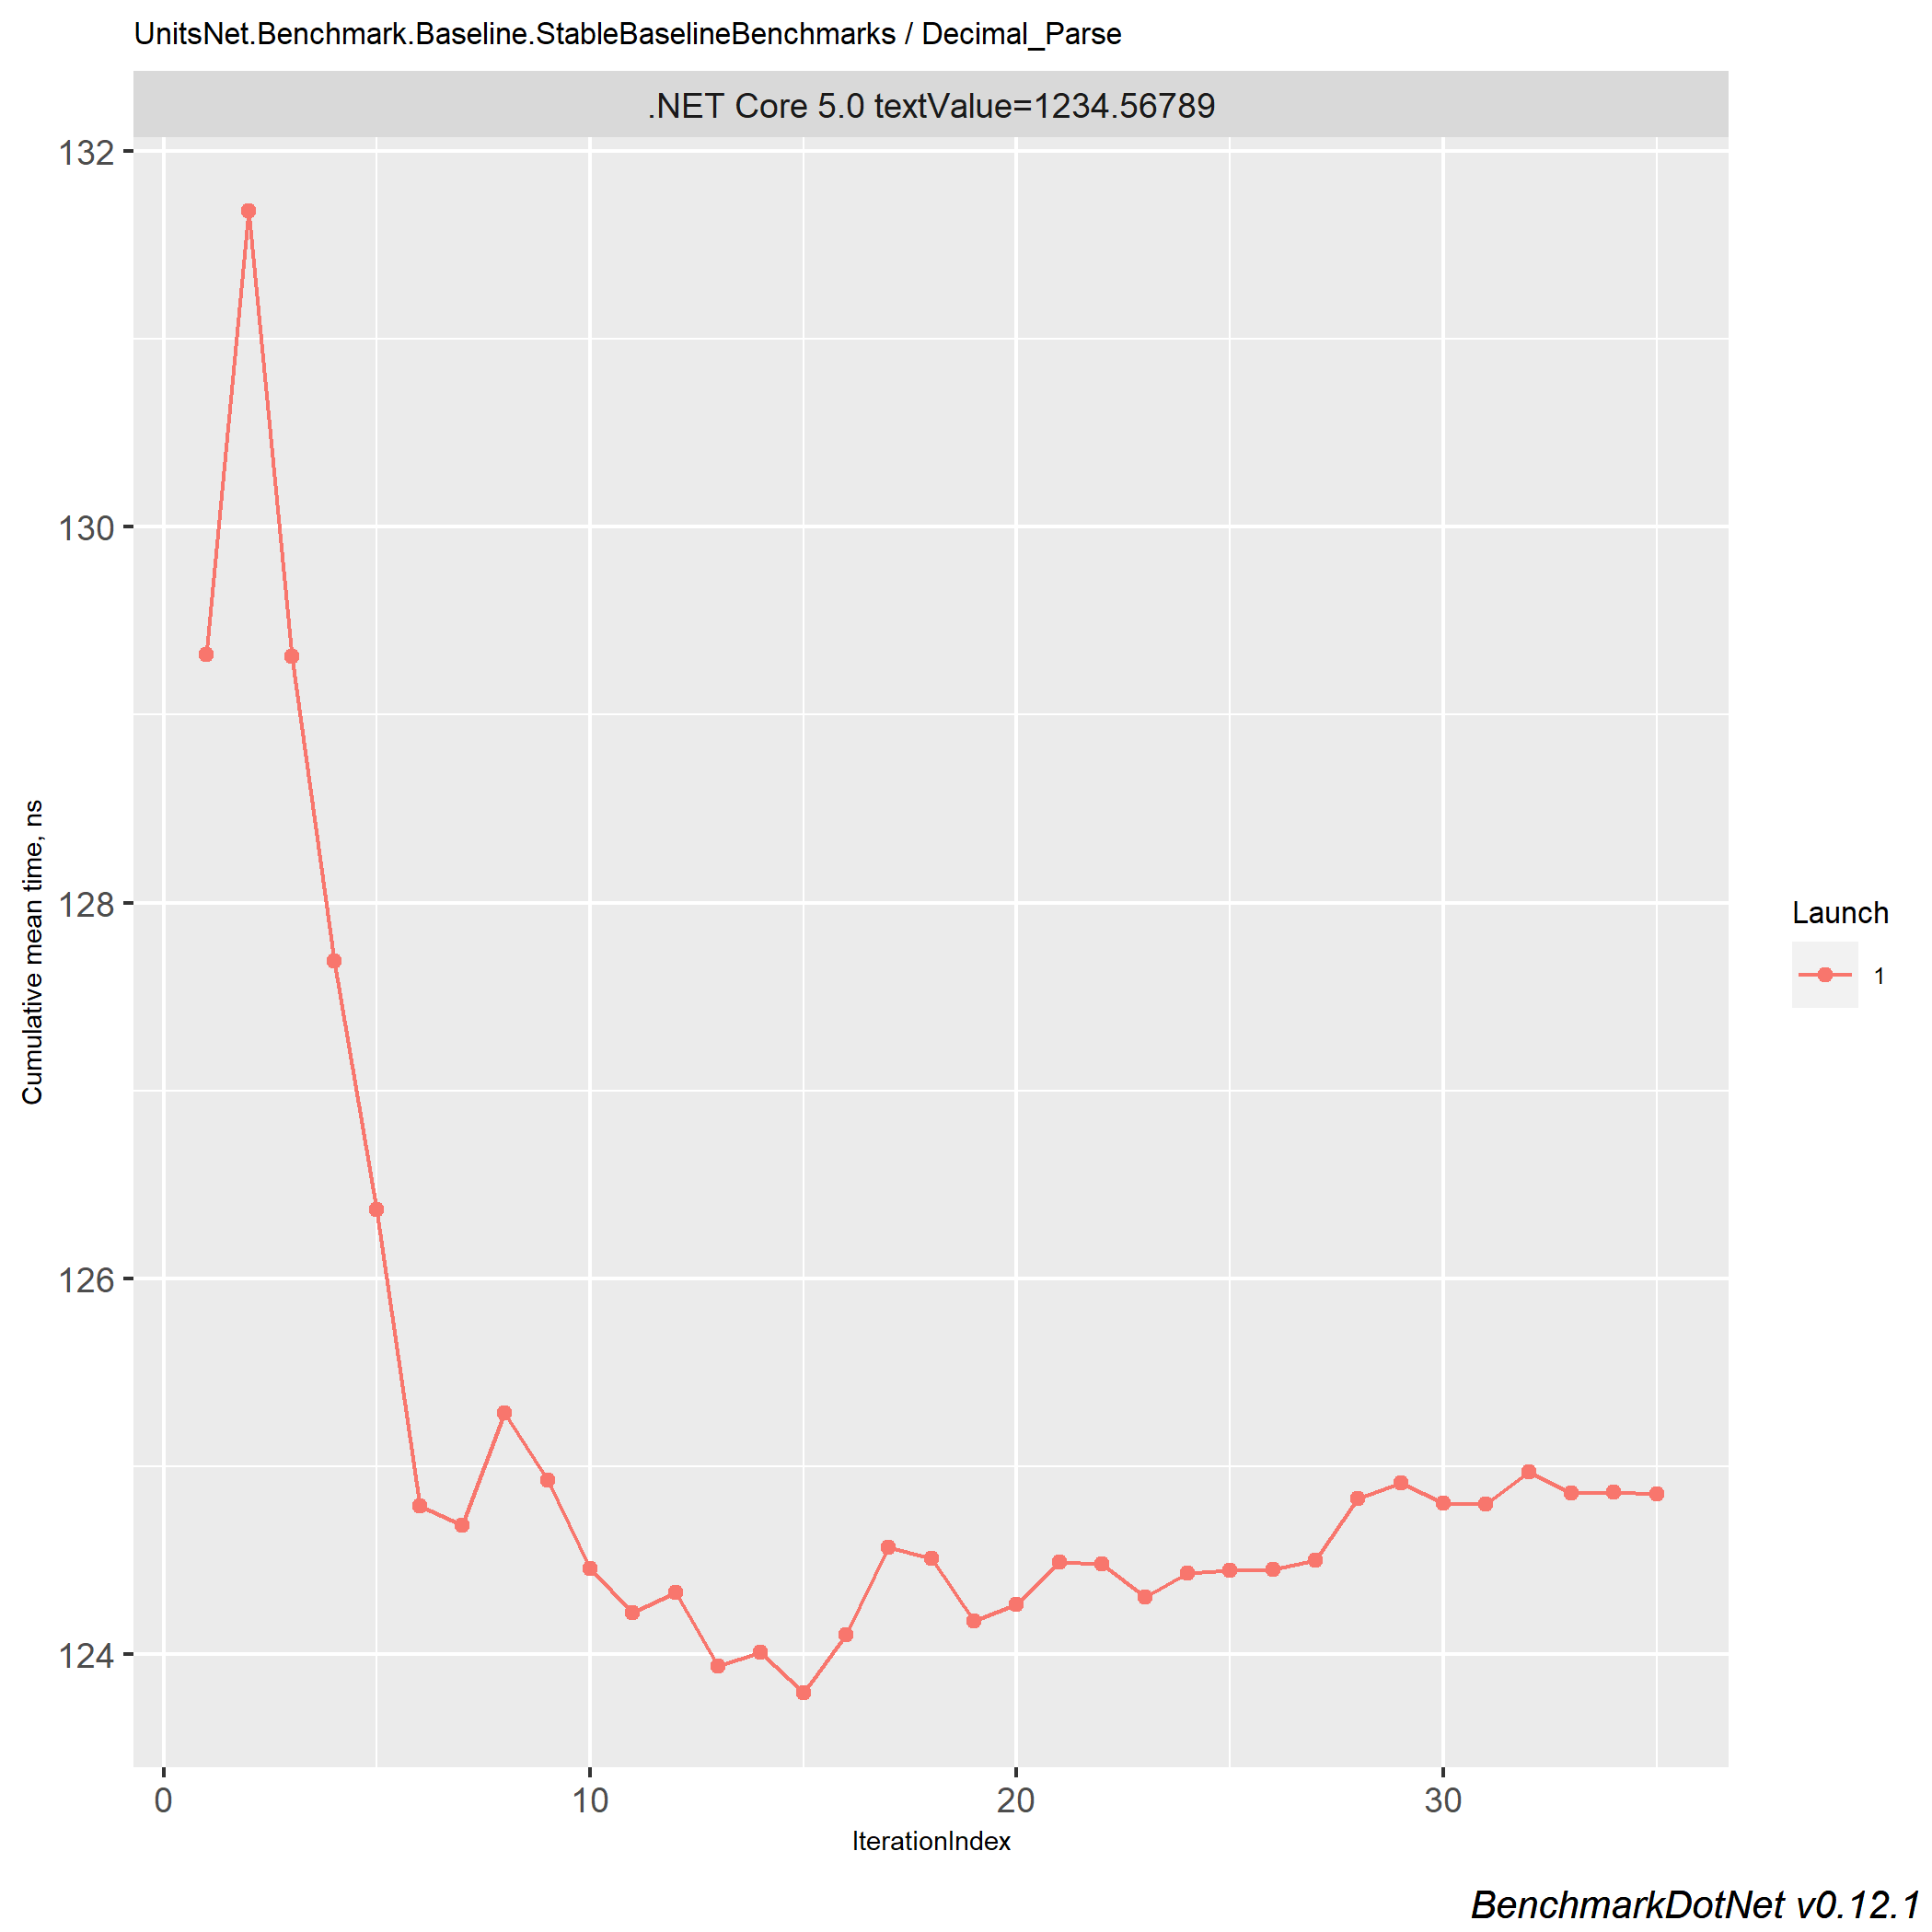 UnitsNet.Benchmark.Baseline.StableBaselineBenchmarks / Decimal_Parse
.NET Core 5.0 textValue=1234.56789
132
130
128
126
124
Cumulative mean time, ns
0 10 20 30
IterationIndex
Launch
1
BenchmarkDotNet v0.12.1